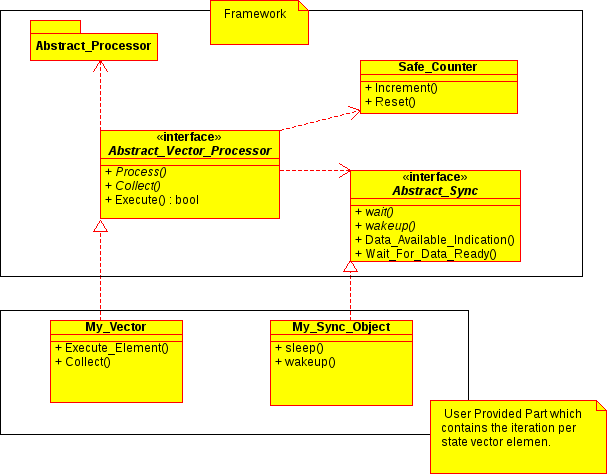 Framework
Abstract_Processor
Safe_Counter
+ Increment()
+ Reset()
«interface»
Abstract_Vector_Processor
+ Process()
+ Collect()
+ Execute() : bool
«interface»
Abstract_Sync
+ wait()
+ wakeup()
+ Data_Available_Indication()
+ Wait_For_Data_Ready()
My_Vector
+ Execute_Element()
+ Collect()
My_Sync_Object
+ sleep()
+ wakeup()
User Provided Part which
contains the iteration per
state vector elemen.